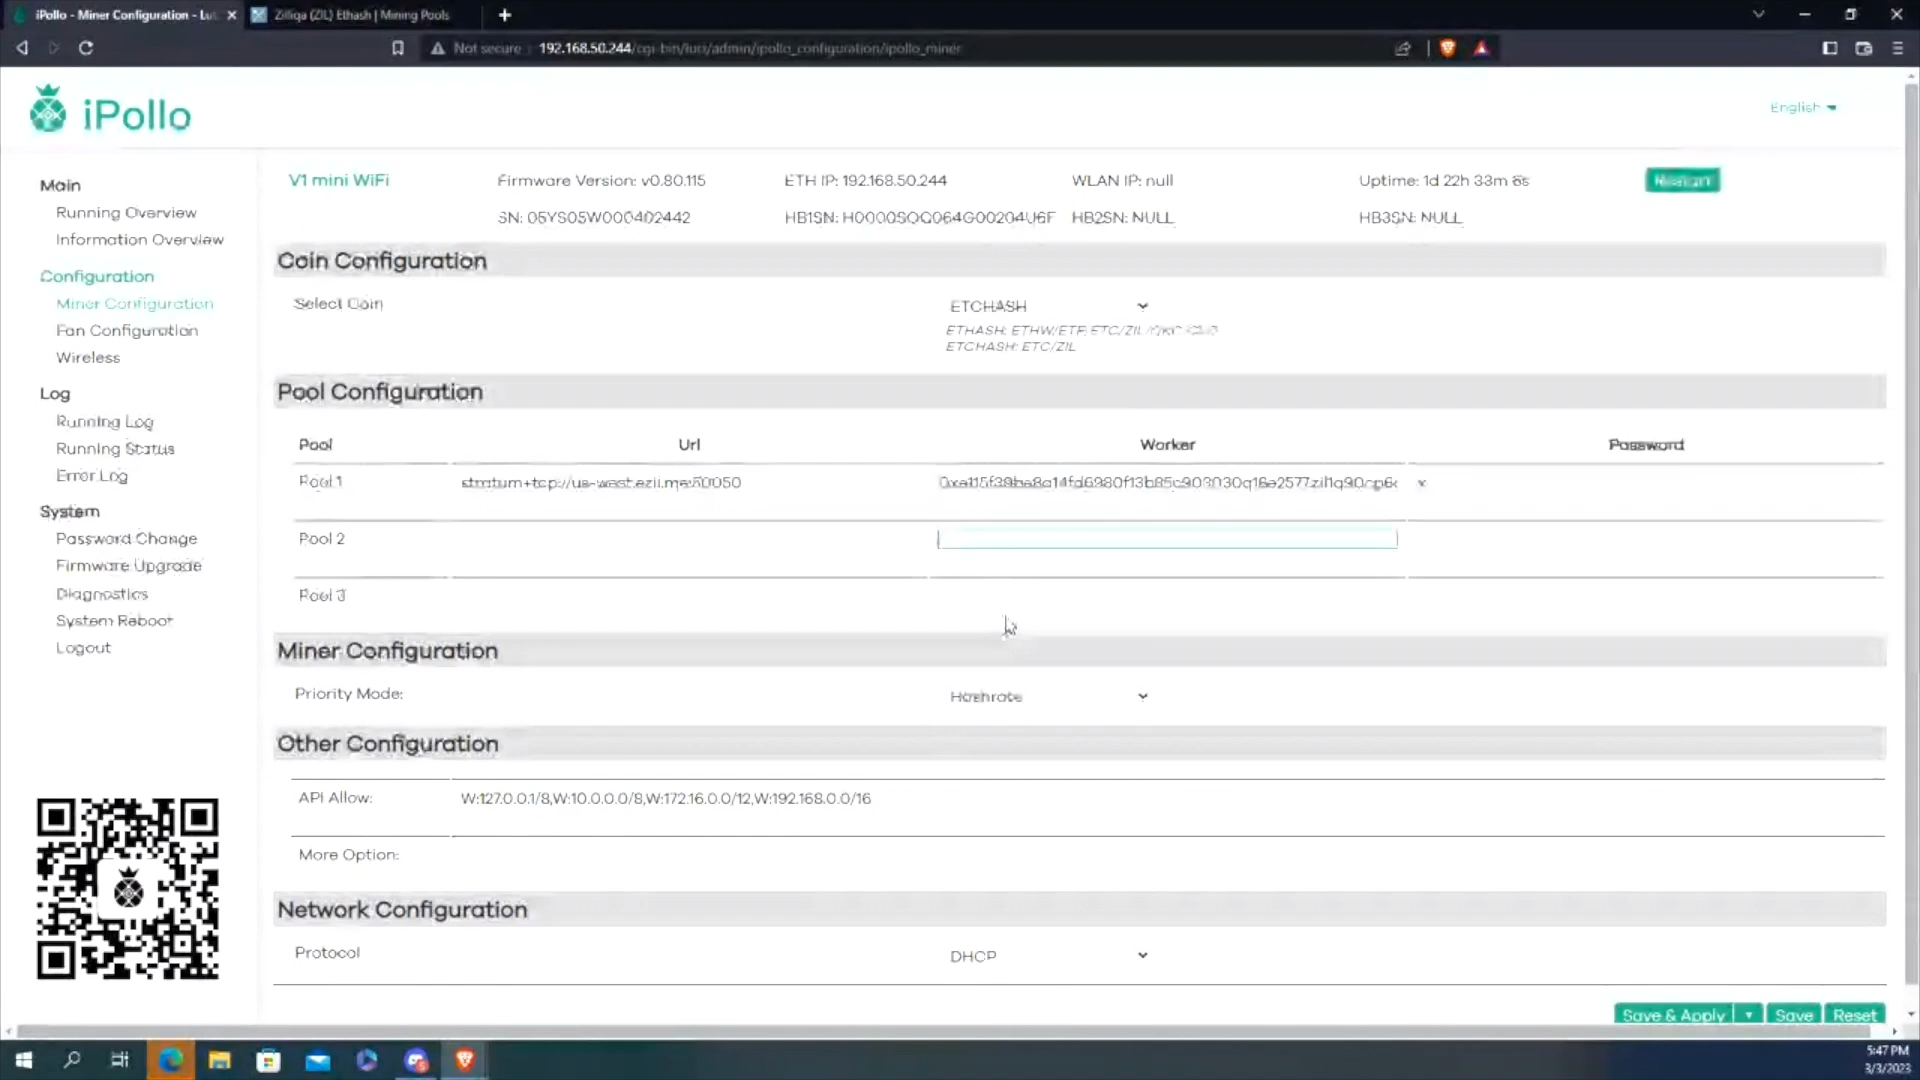 iPollo - Miner Configuration - Lu
Zilliqa (ZIL) Ethash | Mining Pools
Not secure 192.168.50.244/cgi-bin/luci/admin/ipollo_configuration/ipollo_miner
iPollo
English
Main
Running Overview
Information Overview
Configuration
Miner Configuration
Fan Configuration
Wireless
Log
Running Log
Running Status
Error Log
System
Password Change
Firmware Upgrade
Diagnostics
System Reboot
Logout
V1 mini WiFi
Firmware Version: v0.80.115
ETH IP: 192.168.50.244
WLAN IP: null
Uptime: 1d 22h 33m 6s
SN: 05YS05W000402442
HB1SN:
HB2SN: NULL
HB3SN: NULL
Coin Configuration
Select Coin
ETCHASH
ETHASH: ETHW/ETF, ETC/ZIL
ETCHASH: ETC/ZIL
Pool Configuration
Pool Url Worker Password
Pool 1 stratum+tcp://us-west.ezil.me:50050 x
Pool 2
Pool 3
Miner Configuration
Priority Mode: Hashrate
Other Configuration
API Allow: W:127.0.0.1/8,W:10.0.0.0/8,W:172.16.0.0/12,W:192.168.0.0/16
More Option:
Network Configuration
Protocol DHCP
Save & Apply Save Reset
5:47 PM
3/3/2023